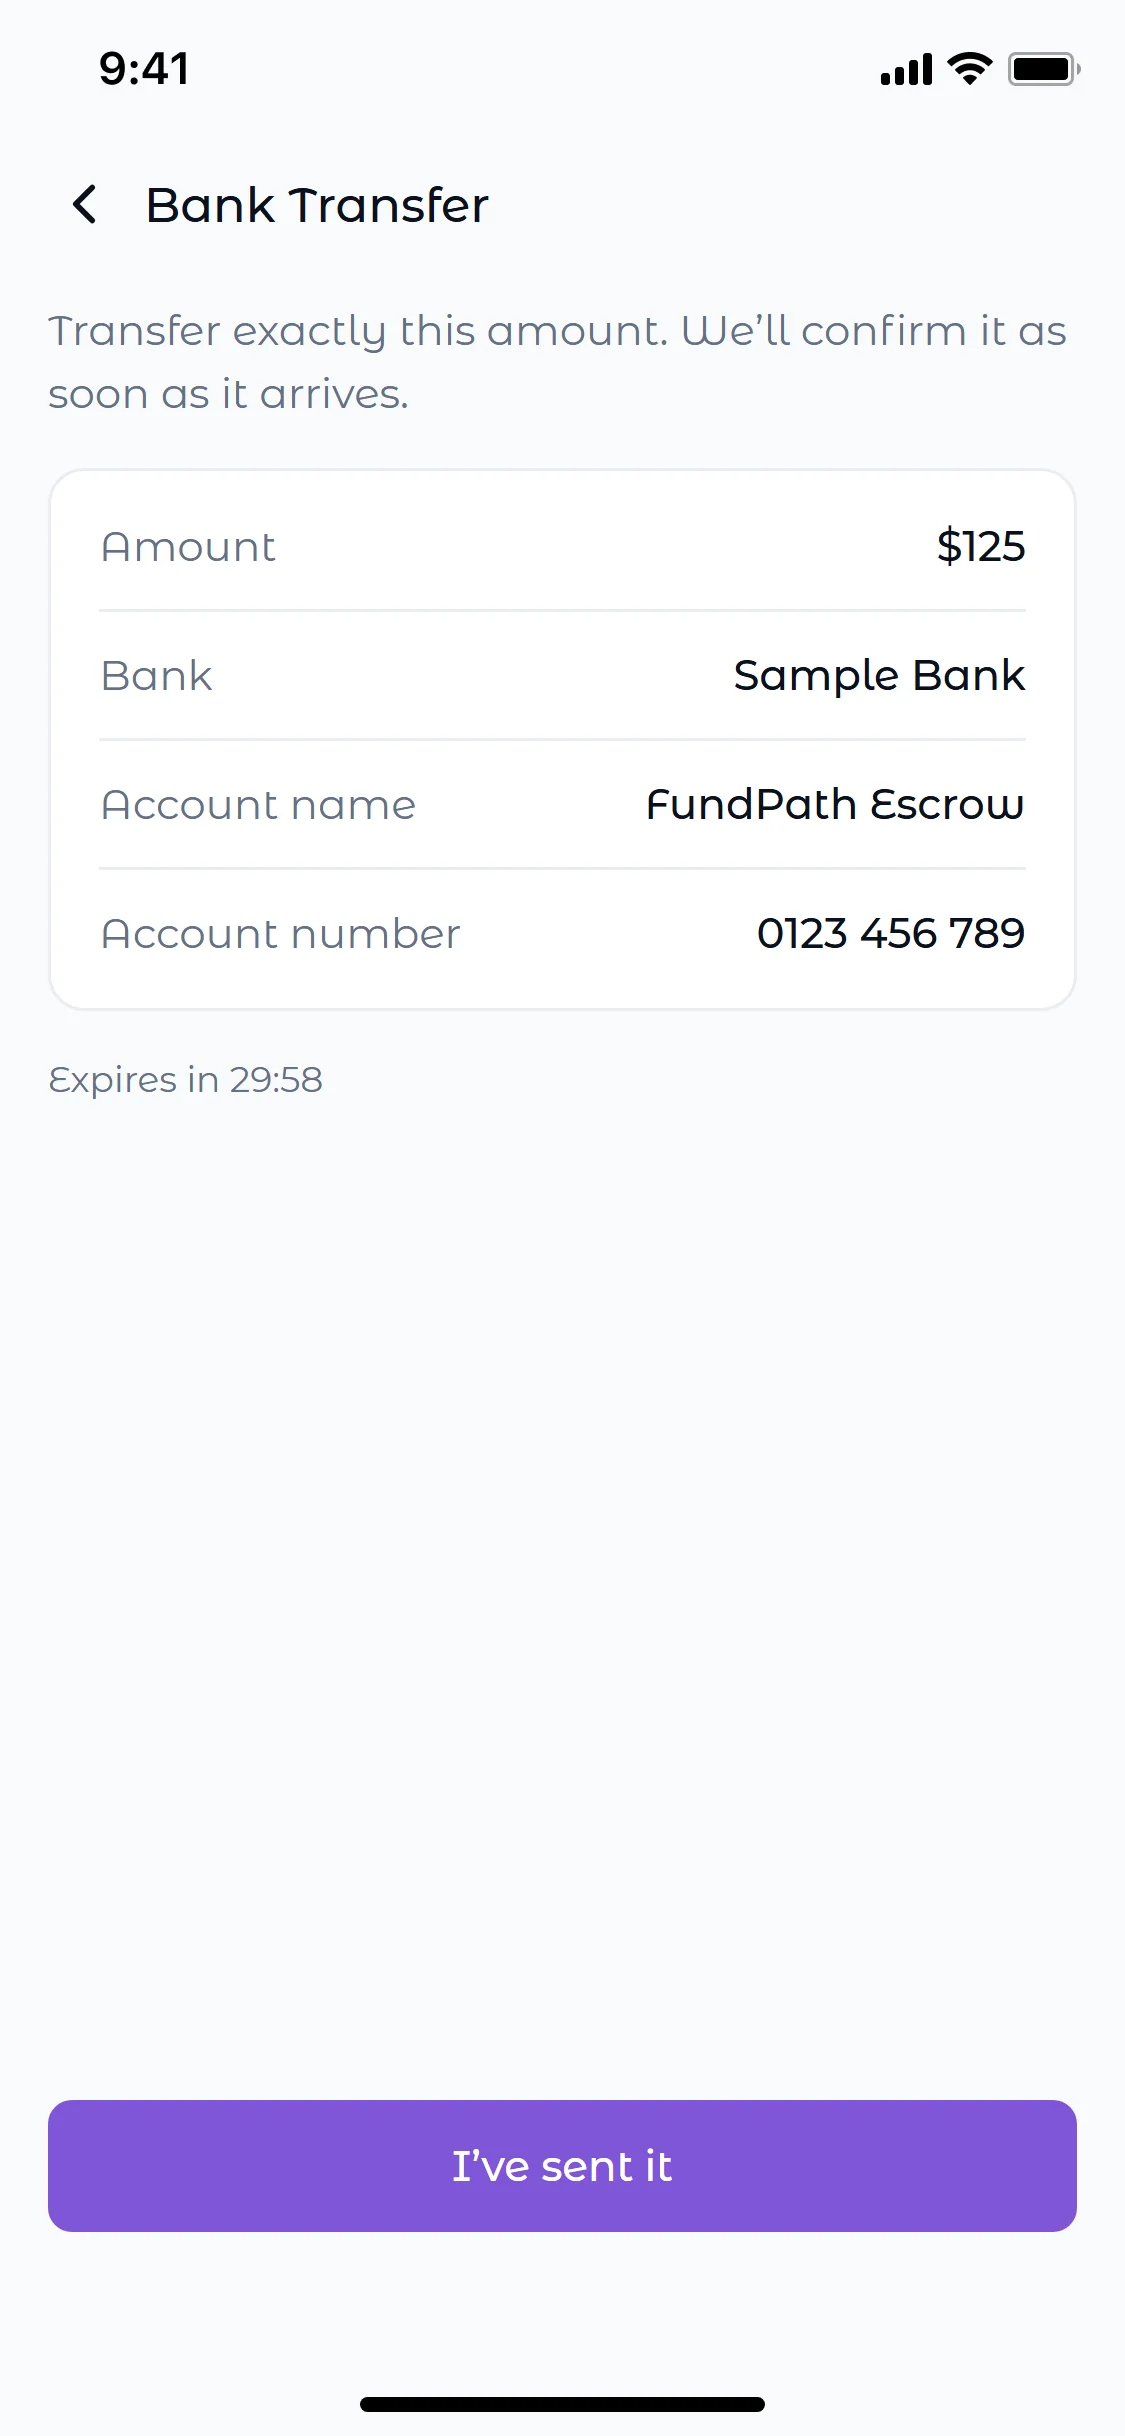 9:41
Bank Transfer
Transfer exactly this amount. We’ll confirm it as
soon as it arrives.
Amount $125
Bank Sample Bank
Account name FundPath Escrow
Account number 0123 456 789
Expires in 29:58
I’ve sent it